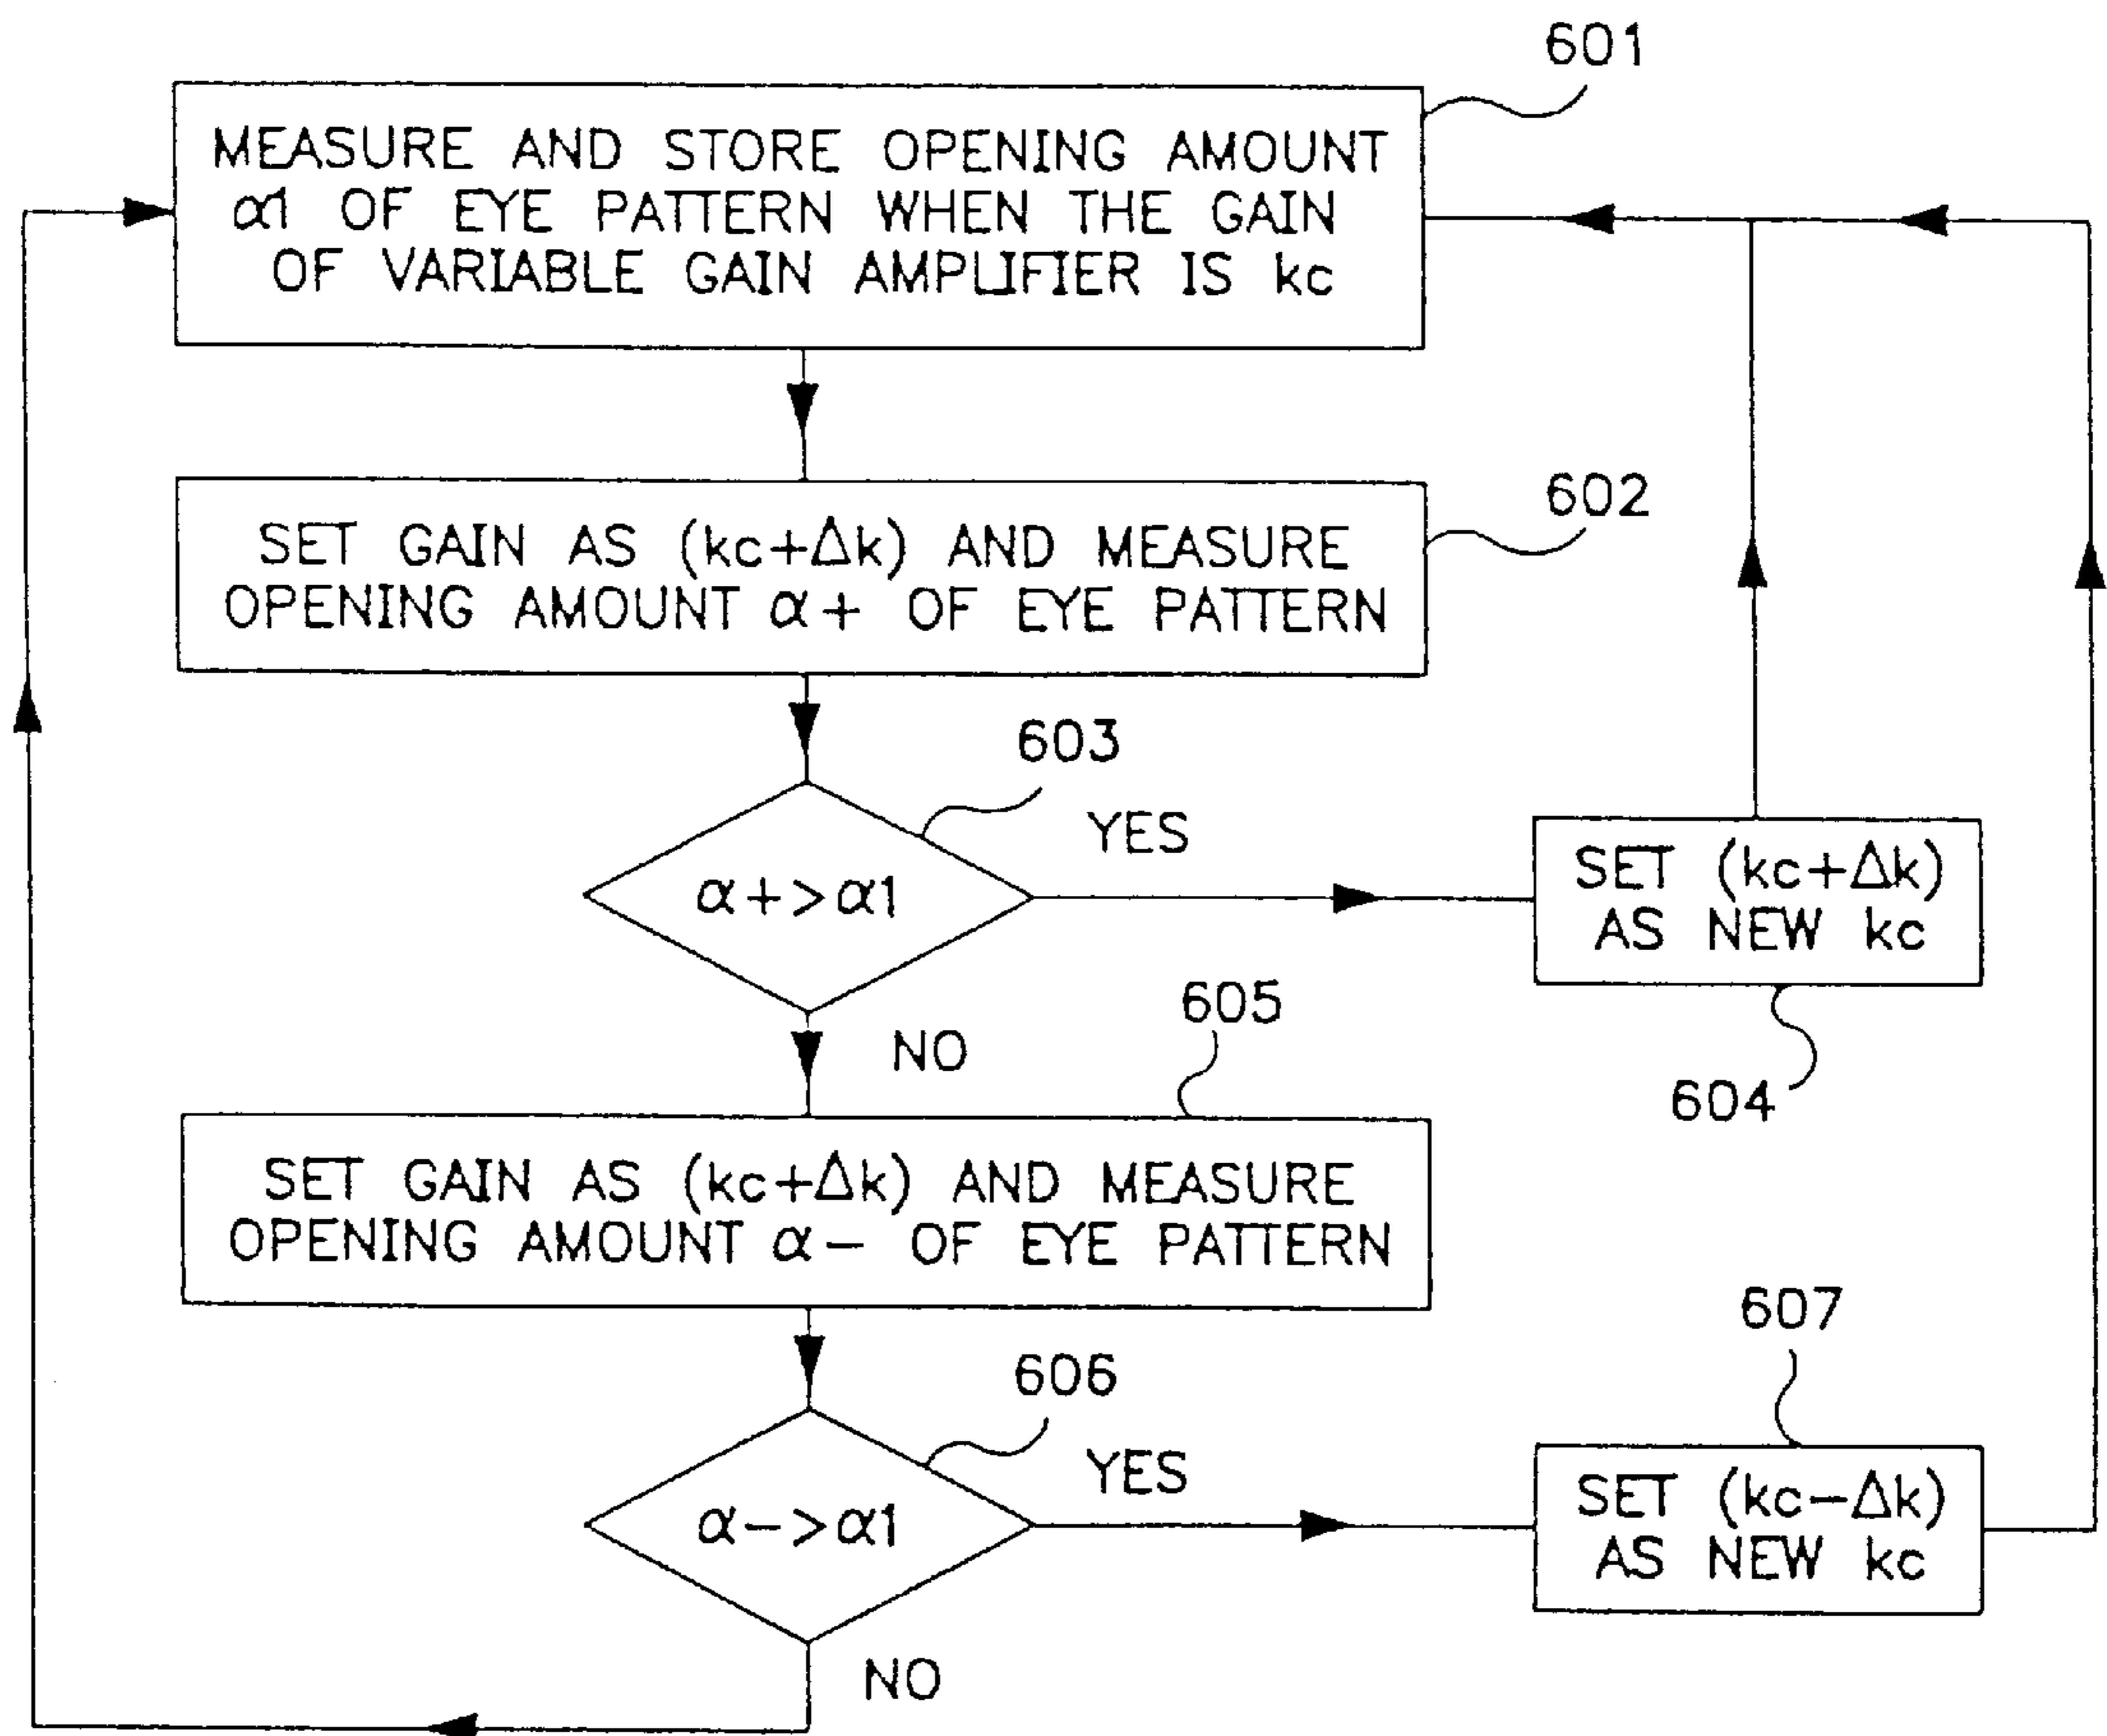 601
MEASURE AND STORE OPENING AMOUNT
α1 OF EYE PATTERN WHEN THE GAIN
OF VARIABLE GAIN AMPLIFIER IS kc
602
SET GAIN AS (kc+Δk) AND MEASURE
OPENING AMOUNT α+ OF EYE PATTERN
603
YES
α+>α1
SET (kc+Δk)
AS NEW kc
604
NO
605
SET GAIN AS (kc+Δk) AND MEASURE
OPENING AMOUNT α- OF EYE PATTERN
606
YES
α->α1
607
SET (kc-Δk)
AS NEW kc
NO